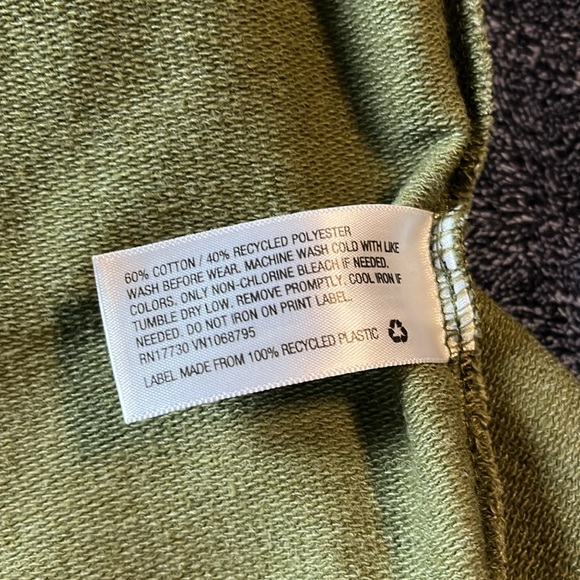 60% COTTON / 40% RECYCLED POLYESTER
WASH BEFORE WEAR. MACHINE WASH COLD WITH LIKE
COLORS. ONLY NON-CHLORINE BLEACH IF NEEDED.
TUMBLE DRY LOW. REMOVE PROMPTLY. COOL IRON IF
NEEDED. DO NOT IRON ON PRINT LABEL.
RN17730 VN1068795
LABEL MADE FROM 100% RECYCLED PLASTIC